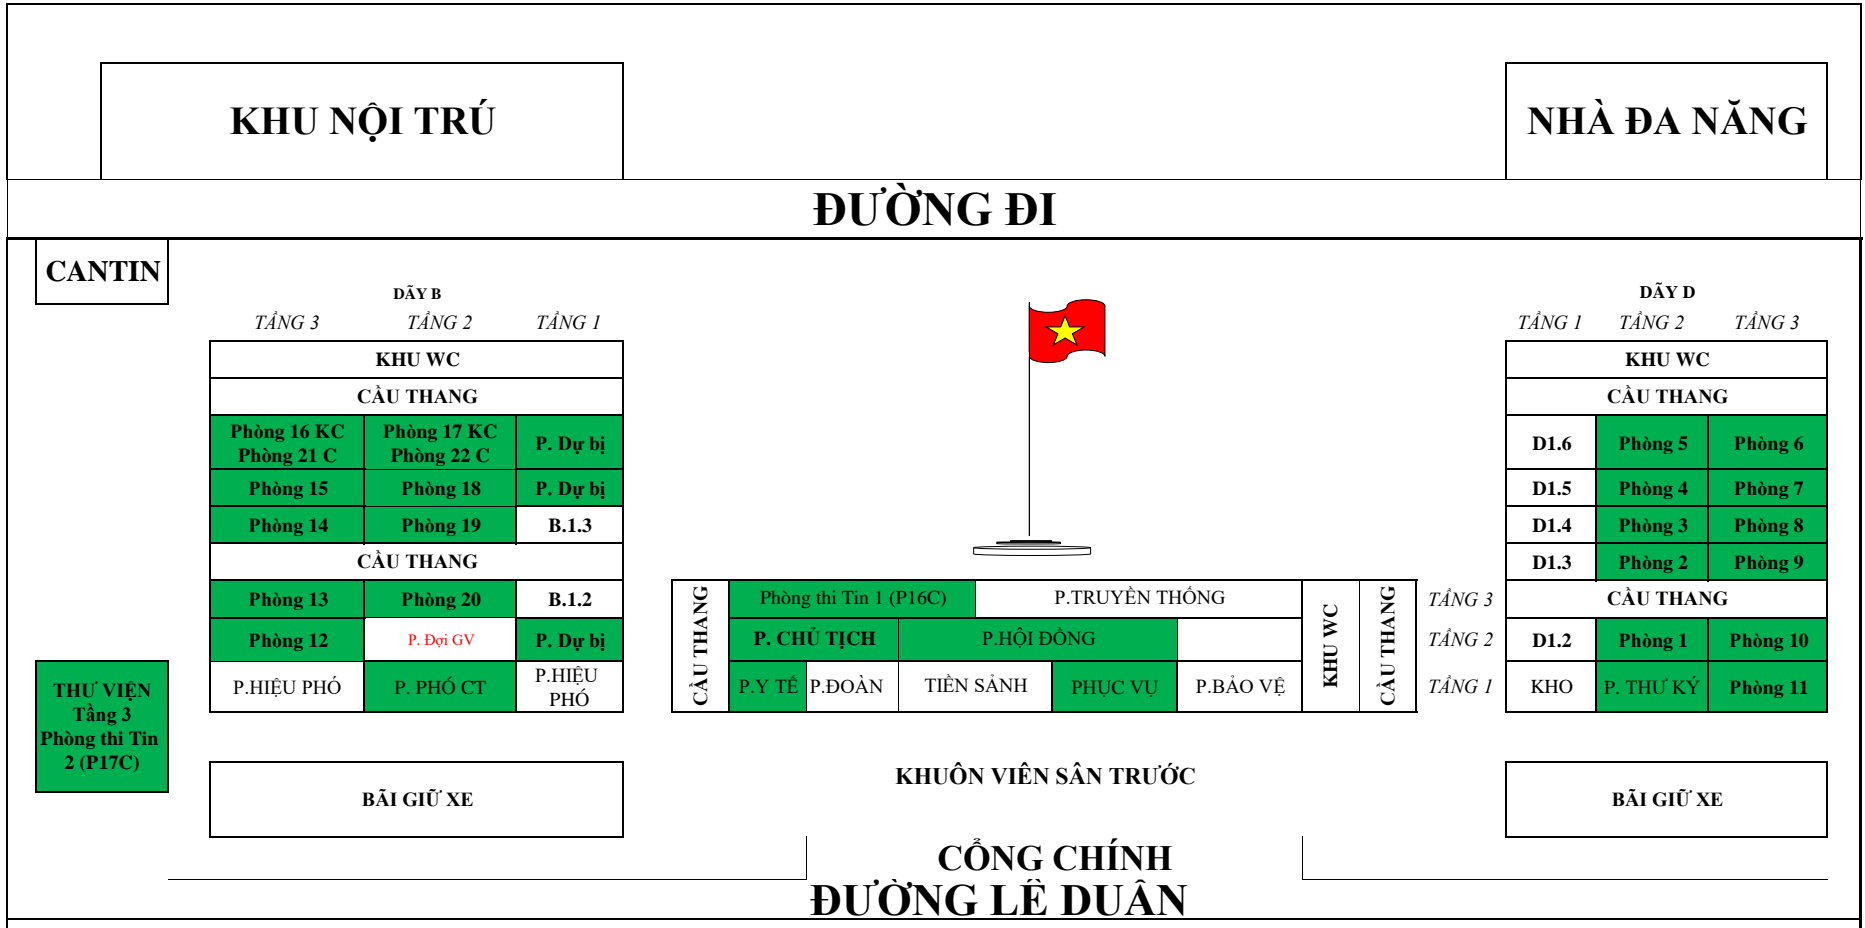 KHU NỘI TRÚ
NHÀ ĐA NĂNG
ĐƯỜNG ĐI
CANTIN
DÃY B
TẦNG 3 TẦNG 2 TẦNG 1
KHU WC
CẦU THANG
Phòng 16 KC
Phòng 21 C
Phòng 17 KC
Phòng 22 C
P. Dự bị
Phòng 15
Phòng 18
P. Dự bị
Phòng 14
Phòng 19
B.1.3
CẦU THANG
Phòng 13
Phòng 20
B.1.2
Phòng 12
P. Đợi GV
P. Dự bị
P.HIỆU PHÓ
P. PHÓ CT
P.HIỆU
PHÓ
THƯ VIỆN
Tầng 3
Phòng thi Tin
2 (P17C)
BÃI GIỮ XE
CẦU THANG
Phòng thi Tin 1 (P16C)
P.TRUYỀN THỐNG
P. CHỦ TỊCH
P.HỘI ĐỒNG
P.Y TẾ
P.ĐOÀN
TIỀN SẢNH
PHỤC VỤ
P.BẢO VỆ
KHU WC
CẦU THANG
TẦNG 3
TẦNG 2
TẦNG 1
DÃY D
TẦNG 1 TẦNG 2 TẦNG 3
KHU WC
CẦU THANG
D1.6
Phòng 5
Phòng 6
D1.5
Phòng 4
Phòng 7
D1.4
Phòng 3
Phòng 8
D1.3
Phòng 2
Phòng 9
CẦU THANG
D1.2
Phòng 1
Phòng 10
KHO
P. THƯ KÝ
Phòng 11
KHUÔN VIÊN SÂN TRƯỚC
BÃI GIỮ XE
CỔNG CHÍNH
ĐƯỜNG LÊ DUẨN